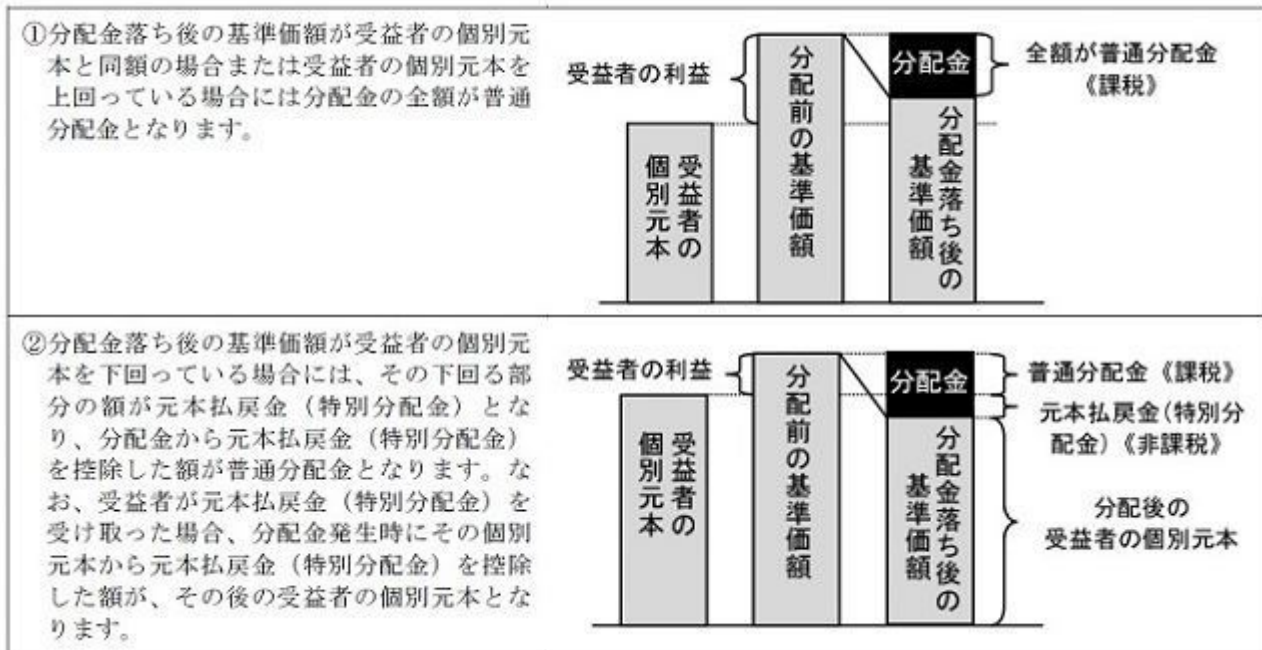 ①分配金落ち後の基準価額が受益者の個別元
本と同額の場合または受益者の個別元本を
上回っている場合には分配金の全額が普通
分配金となります。
受益者の利益
受益者の
個別元本
分配前の基準価額
分配金
分配金落ち後の
基準価額
全額が普通分配金
《課税》
②分配金落ち後の基準価額が受益者の個別元
本を下回っている場合には、その下回る部
分の額が元本払戻金（特別分配金）とな
り、分配金から元本払戻金（特別分配金）
を控除した額が普通分配金となります。な
お、受益者が元本払戻金（特別分配金）を
受け取った場合、分配金発生時にその個別
元本から元本払戻金（特別分配金）を控除
した額が、その後の受益者の個別元本とな
ります。
受益者の利益
受益者の
個別元本
分配前の基準価額
分配金
分配金落ち後の
基準価額
普通分配金《課税》
元本払戻金（特別分
配金）《非課税》
分配後の
受益者の個別元本